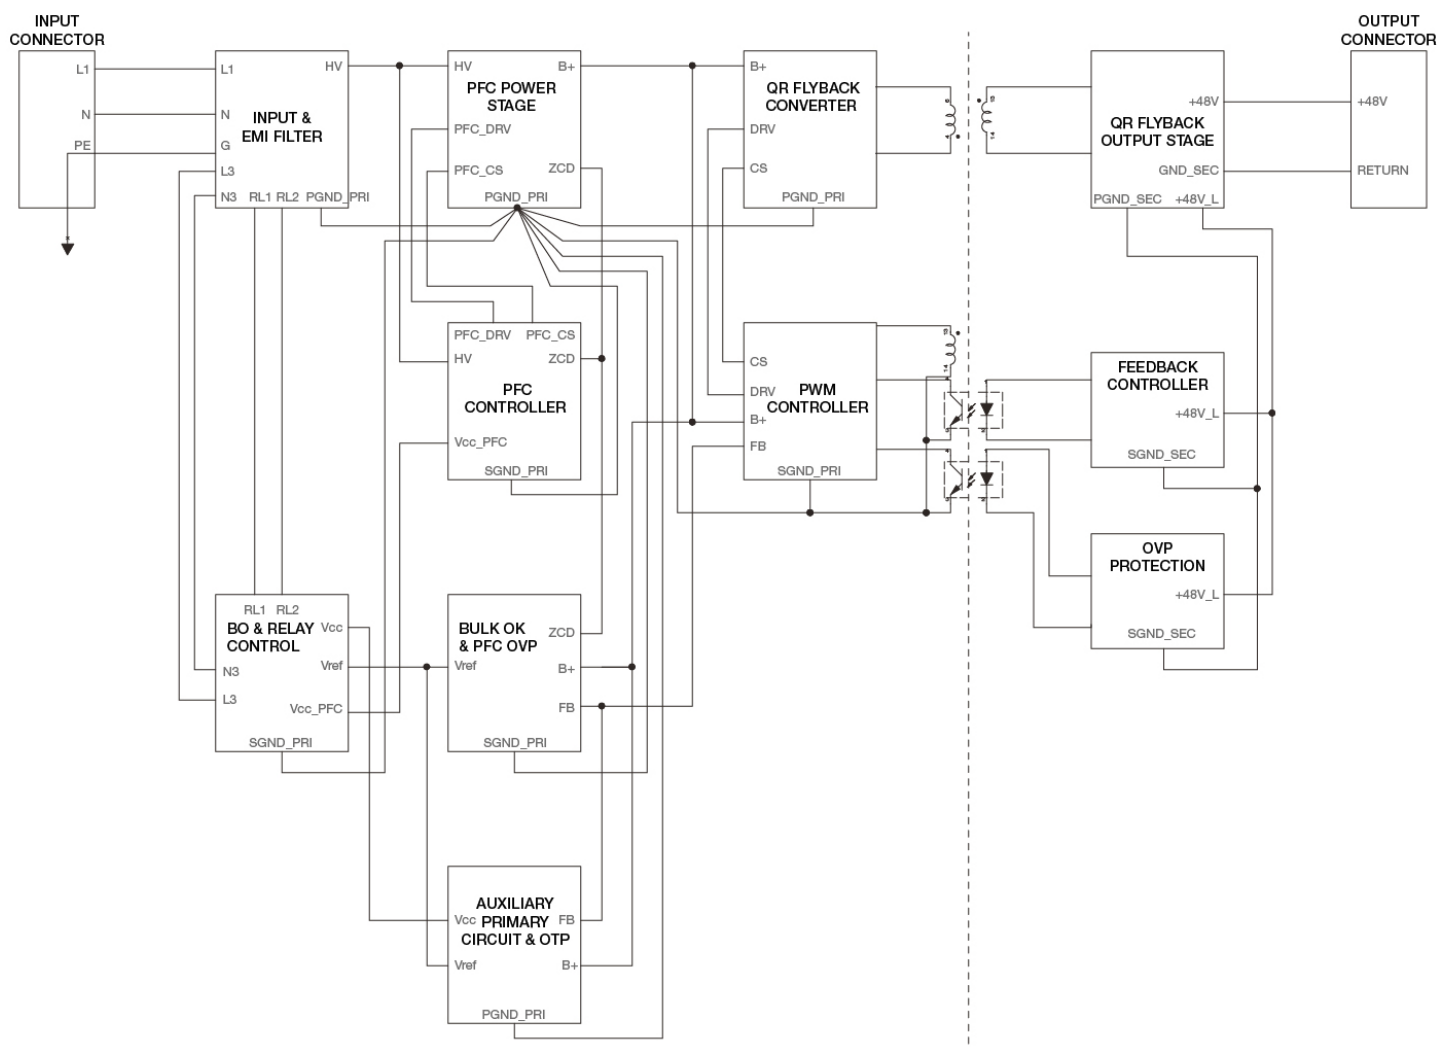 INPUT
CONNECTOR
L1
N
PE
L1
N
G
L3
N3
RL1
RL2
PGND_PRI
HV
INPUT &
EMI FILTER
HV
B+
PFC POWER
STAGE
PFC_DRV
PFC_CS
ZCD
PGND_PRI
B+
QR FLYBACK
CONVERTER
DRV
CS
PGND_PRI
+48V
QR FLYBACK
OUTPUT STAGE
GND_SEC
PGND_SEC
+48V_L
OUTPUT
CONNECTOR
+48V
RETURN
PFC_DRV
PFC_CS
HV
ZCD
PFC
CONTROLLER
Vcc_PFC
SGND_PRI
CS
DRV
PWM
CONTROLLER
B+
FB
SGND_PRI
FEEDBACK
CONTROLLER
+48V_L
SGND_SEC
OVP
PROTECTION
+48V_L
SGND_SEC
RL1
RL2
BO & RELAY
CONTROL
Vcc
Vref
N3
L3
Vcc_PFC
SGND_PRI
BULK OK
& PFC OVP
ZCD
Vref
B+
FB
SGND_PRI
AUXILIARY
PRIMARY
CIRCUIT & OTP
Vcc
FB
Vref
B+
PGND_PRI